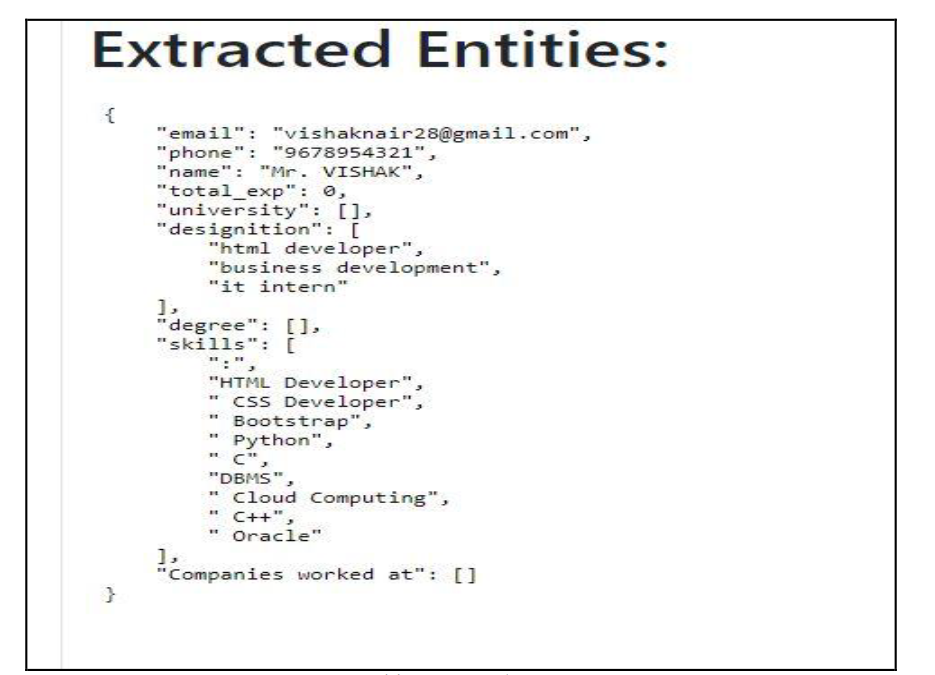 Extracted Entities:
{
"email": "vishaknair28@gmail.com",
"phone": "9678954321",
"name": "Mr. VISHAK",
"total_exp": 0,
"university": [],
"designition": [
"html developer",
"business development",
"it intern"
],
"degree": [],
"skills": [
":",
"HTML Developer",
" CSS Developer",
" Bootstrap",
" Python",
" C",
"DBMS",
" Cloud Computing",
" C++",
" Oracle"
],
"Companies worked at": []
}